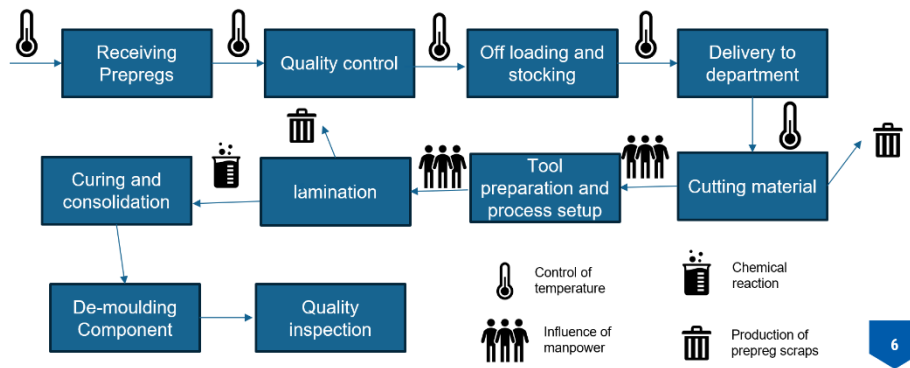 Receiving
Prepregs
Quality control
Off loading and
stocking
Delivery to
department
Curing and
consolidation
lamination
Tool
preparation and
process setup
Cutting material
De-moulding
Component
Quality
inspection
Control of
temperature
Chemical
reaction
Influence of
manpower
Production of
prepreg scraps
6